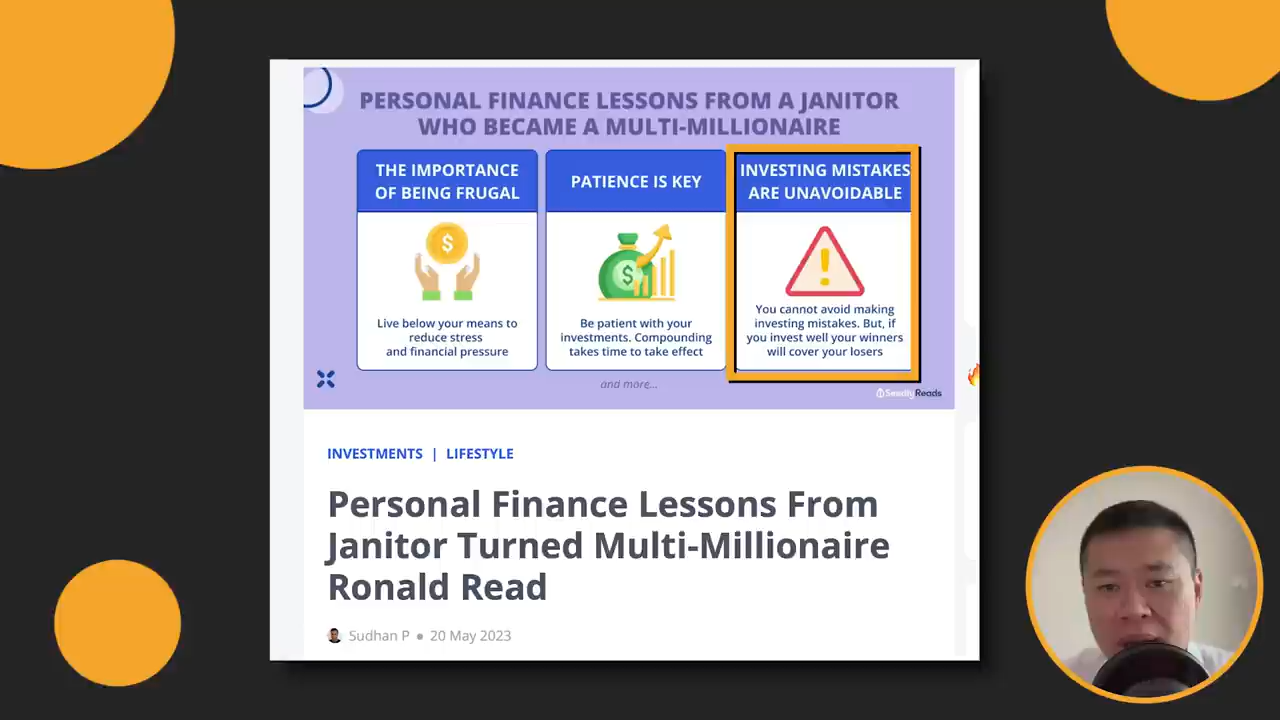 PERSONAL FINANCE LESSONS FROM A JANITOR
WHO BECAME A MULTI-MILLIONAIRE
THE IMPORTANCE
OF BEING FRUGAL
Live below your means to
reduce stress
and financial pressure
PATIENCE IS KEY
Be patient with your
investments. Compounding
takes time to take effect
INVESTING MISTAKES
ARE UNAVOIDABLE
You cannot avoid making
investing mistakes. But, if
you invest well your winners
will cover your losers
and more...
SeedlyReads
INVESTMENTS | LIFESTYLE
Personal Finance Lessons From
Janitor Turned Multi-Millionaire
Ronald Read
Sudhan P • 20 May 2023